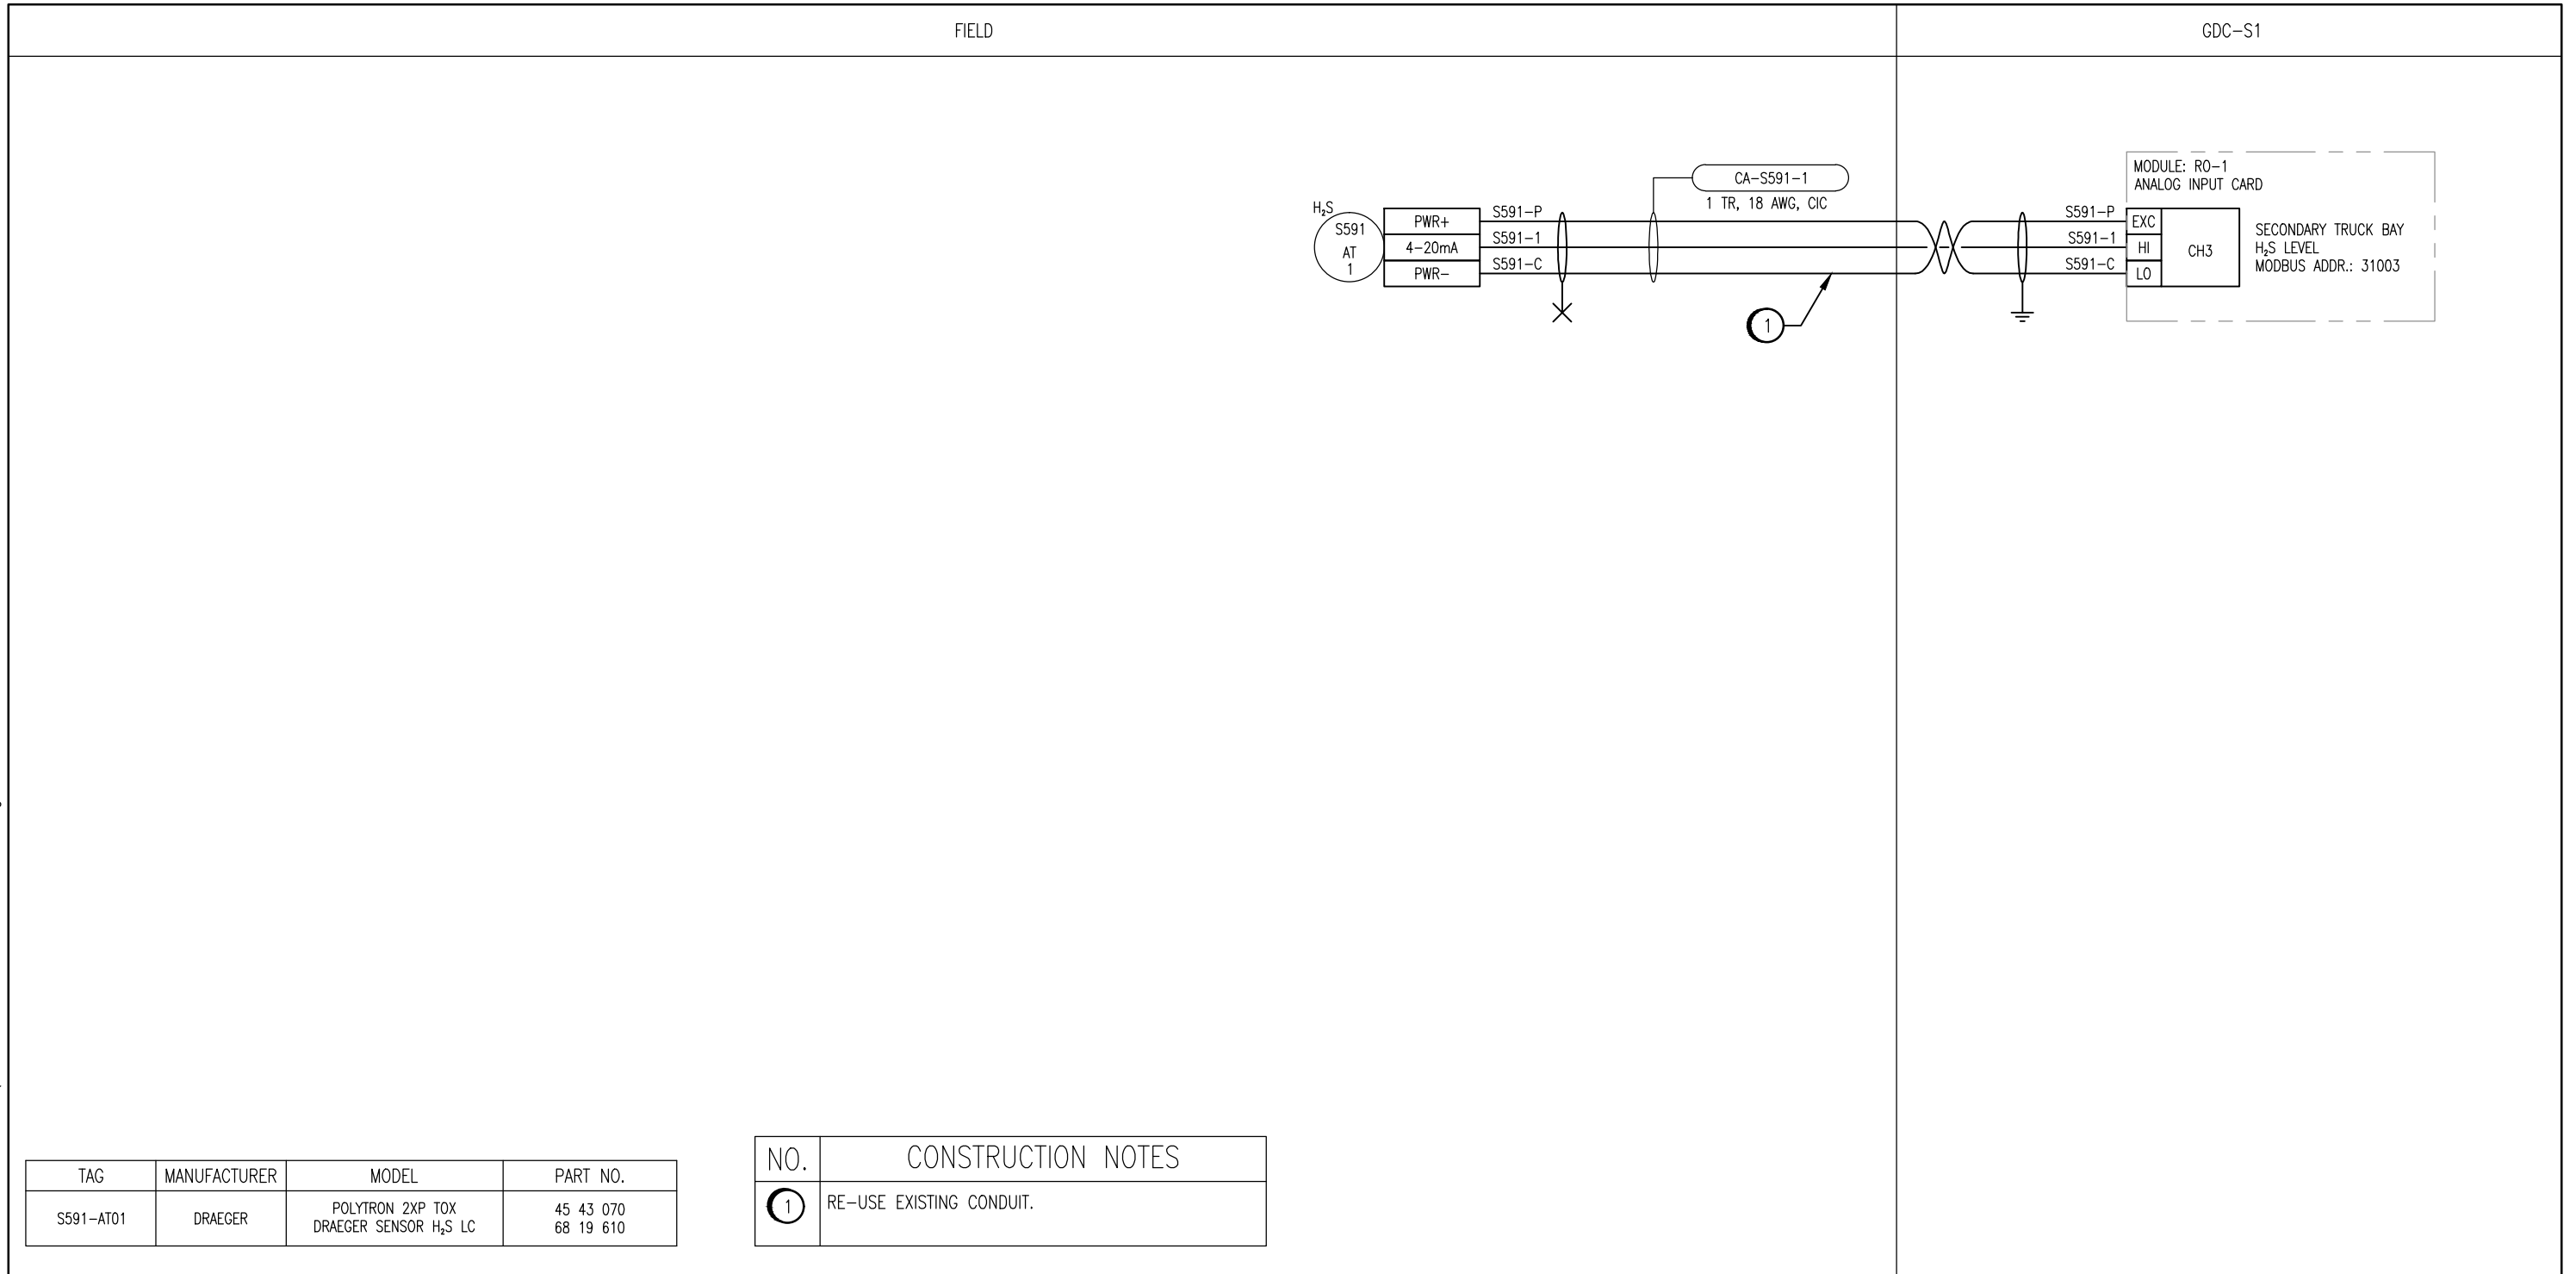 FIELD
GDC-S1
H₂S
S591
AT
1
PWR+
4-20mA
PWR-
S591-P
S591-1
S591-C
CA-S591-1
1 TR, 18 AWG, CIC
1
S591-P
S591-1
S591-C
MODULE: RO-1
ANALOG INPUT CARD
EXC
HI
LO
CH3
SECONDARY TRUCK BAY
H₂S LEVEL
MODBUS ADDR.: 31003
TAG MANUFACTURER MODEL PART NO.
S591-AT01 DRAEGER POLYTRON 2XP TOX 45 43 070
DRAEGER SENSOR H₂S LC 68 19 610
NO. CONSTRUCTION NOTES
1 RE-USE EXISTING CONDUIT.